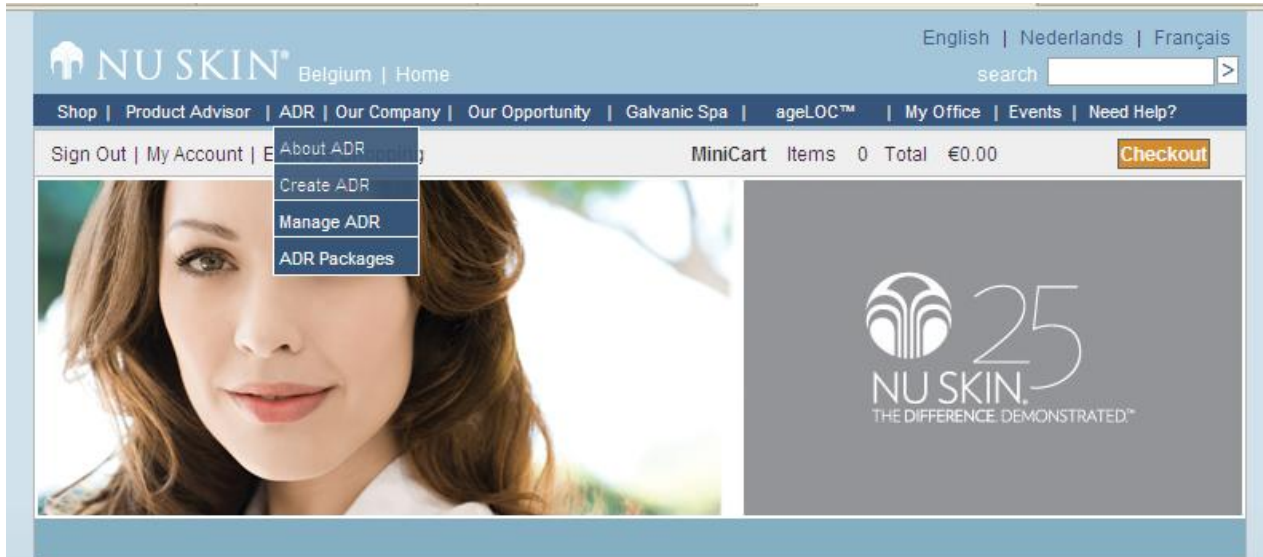 English | Nederlands | Français
NU SKIN® Belgium | Home
search >
Shop | Product Advisor | ADR | Our Company | Our Opportunity | Galvanic Spa | ageLOC™ | My Office | Events | Need Help?
Sign Out | My Account | MiniCart Items 0 Total €0.00 Checkout
About ADR
Create ADR
Manage ADR
ADR Packages
25
NU SKIN.
THE DIFFERENCE. DEMONSTRATED.™